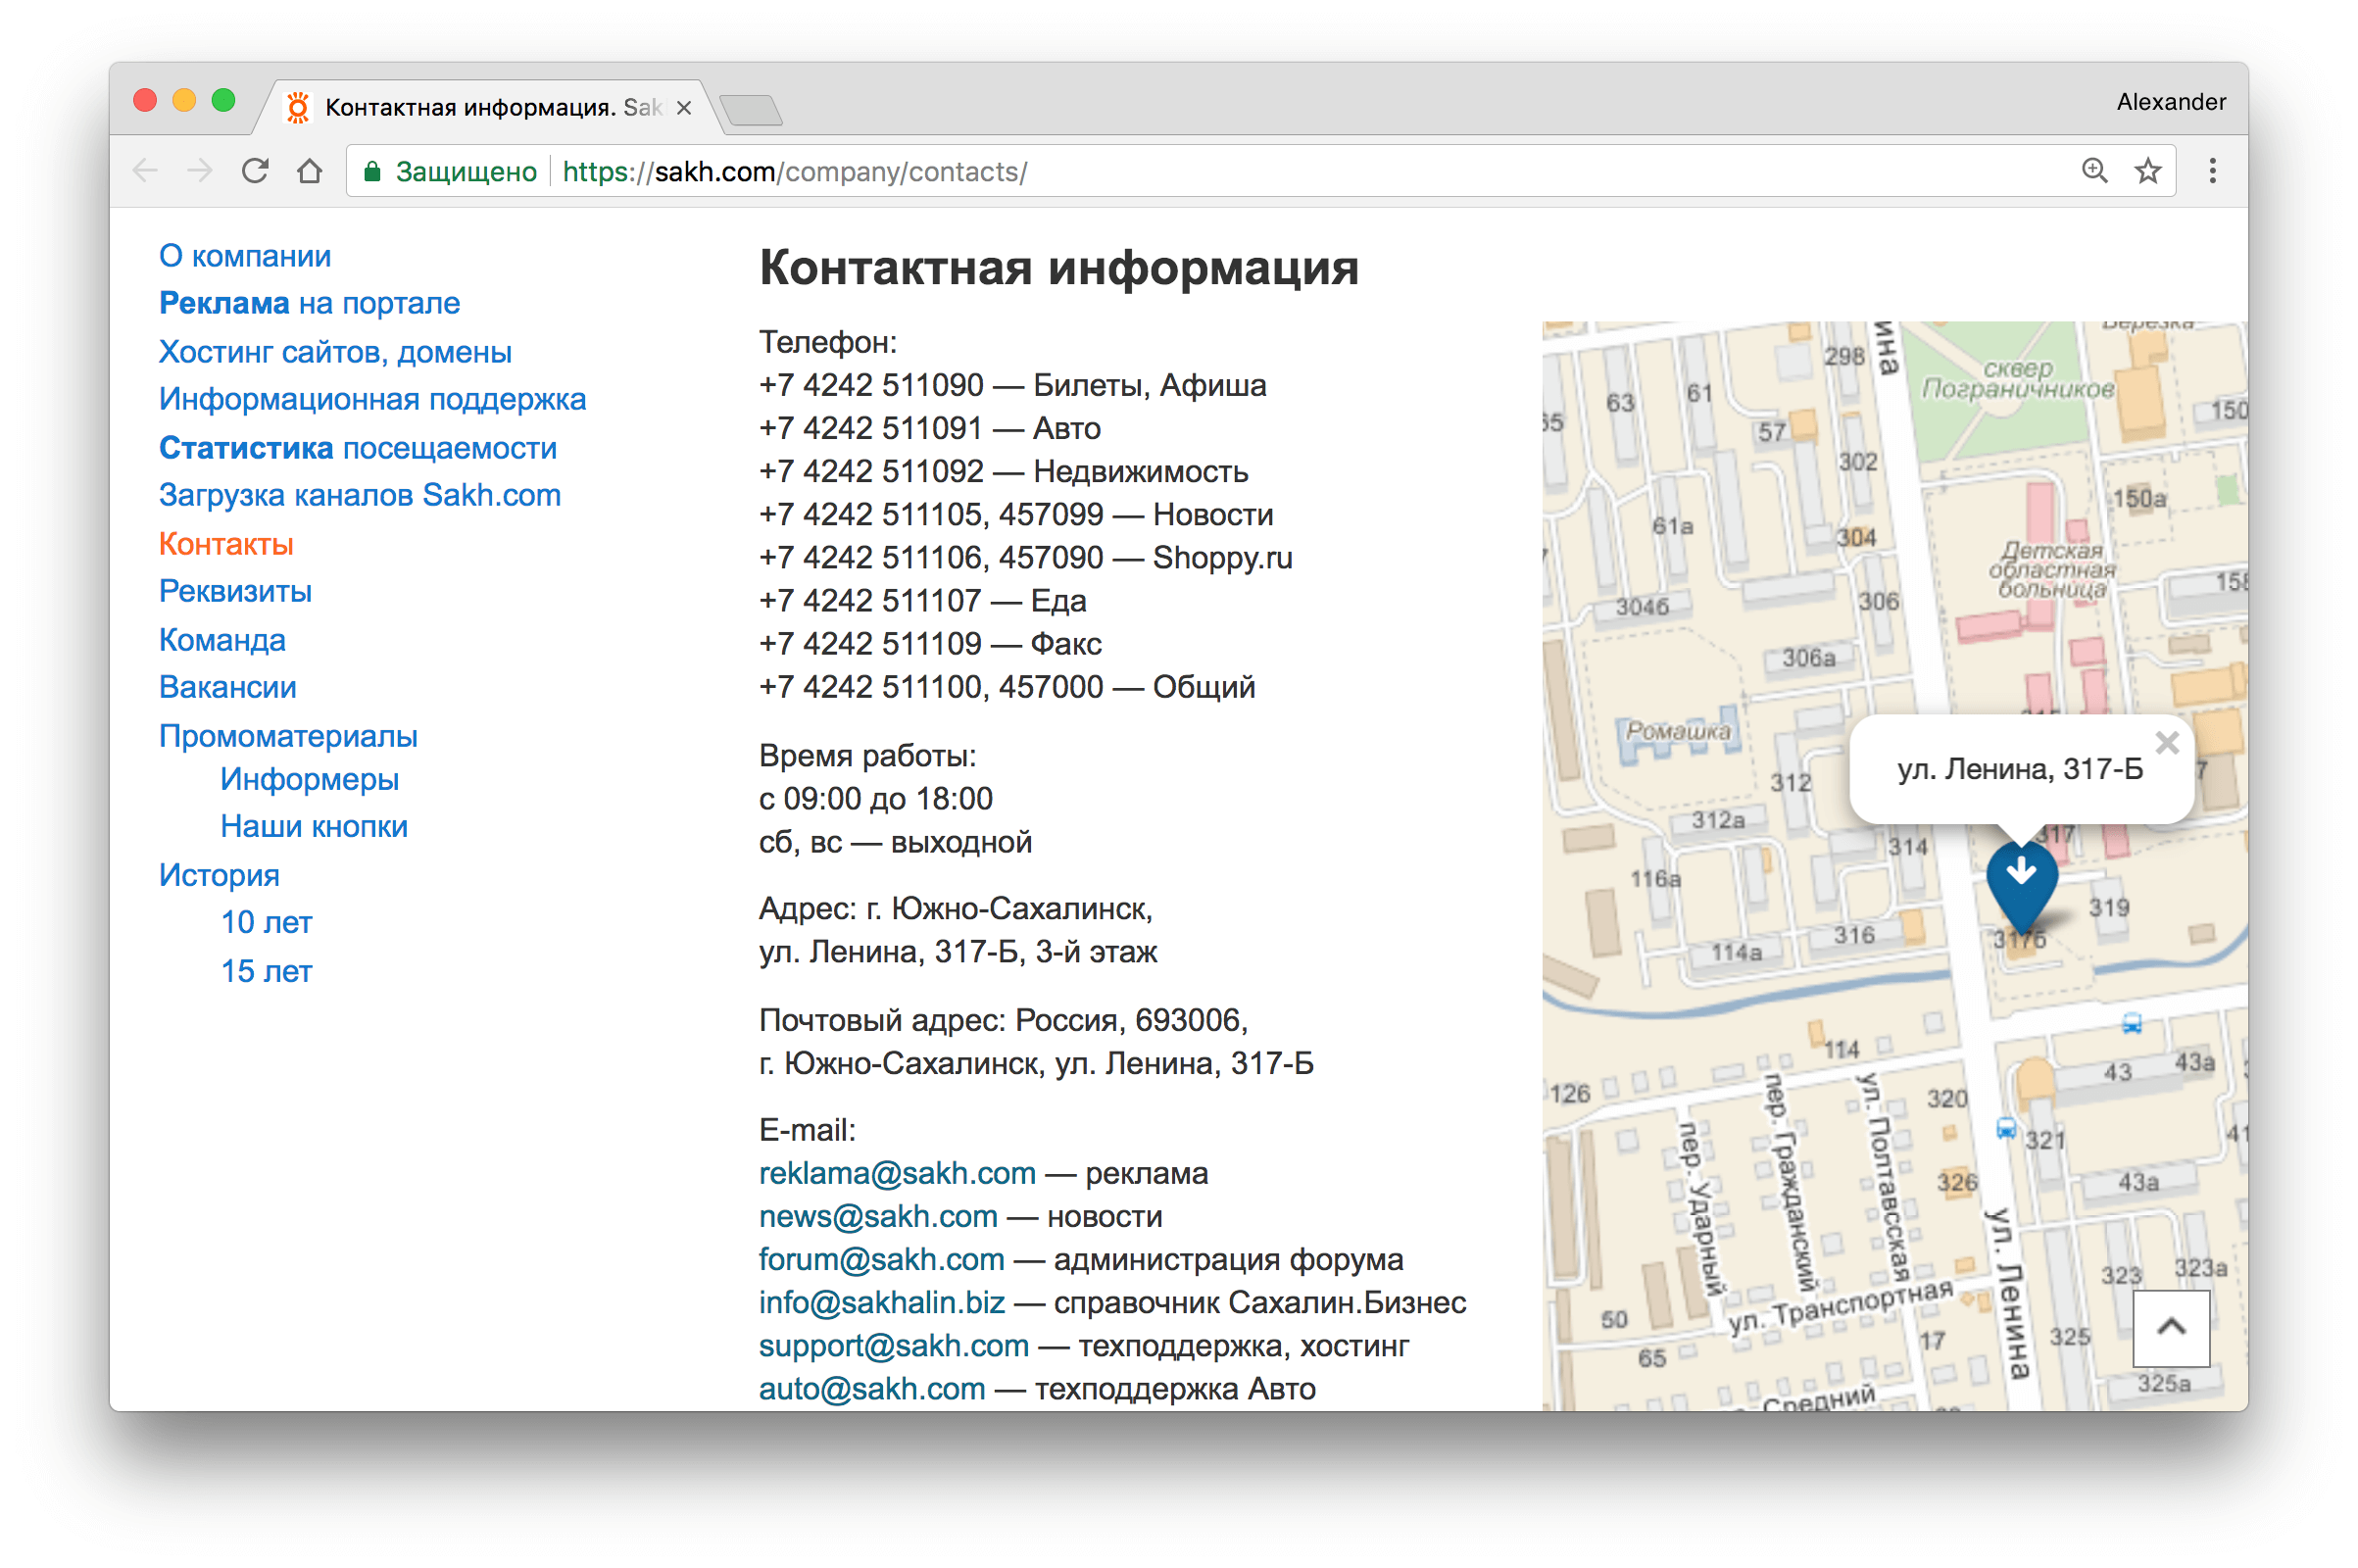 Контактная информация. Sak
Alexander
Защищено https://sakh.com/company/contacts/
О компании
Реклама на портале
Хостинг сайтов, домены
Информационная поддержка
Статистика посещаемости
Загрузка каналов Sakh.com
Контакты
Реквизиты
Команда
Вакансии
Промоматериалы
Информеры
Наши кнопки
История
10 лет
15 лет
Контактная информация
Телефон:
+7 4242 511090 — Билеты, Афиша
+7 4242 511091 — Авто
+7 4242 511092 — Недвижимость
+7 4242 511105, 457099 — Новости
+7 4242 511106, 457090 — Shoppy.ru
+7 4242 511107 — Еда
+7 4242 511109 — Факс
+7 4242 511100, 457000 — Общий
Время работы:
с 09:00 до 18:00
сб, вс — выходной
Адрес: г. Южно-Сахалинск,
ул. Ленина, 317-Б, 3-й этаж
Почтовый адрес: Россия, 693006,
г. Южно-Сахалинск, ул. Ленина, 317-Б
E-mail:
reklama@sakh.com — реклама
news@sakh.com — новости
forum@sakh.com — администрация форума
info@sakhalin.biz — справочник Сахалин.Бизнес
support@sakh.com — техподдержка, хостинг
auto@sakh.com — техподдержка Авто
Березка
298
сквер
Пограничников
63
61
150
57
302
150а
61а
304
Детская
областная
больница
304б
306
306а
Ромашка
ул. Ленина, 317-Б
312
312а
317
314
116а
319
316
317б
114а
114
43
43а
126
320
321
пер. Ударный
пер. Гражданский
ул. Полтавская
326
43а
ул. Ленина
323
323а
50
ул. Транспортная
17
325
65
325а
Средний